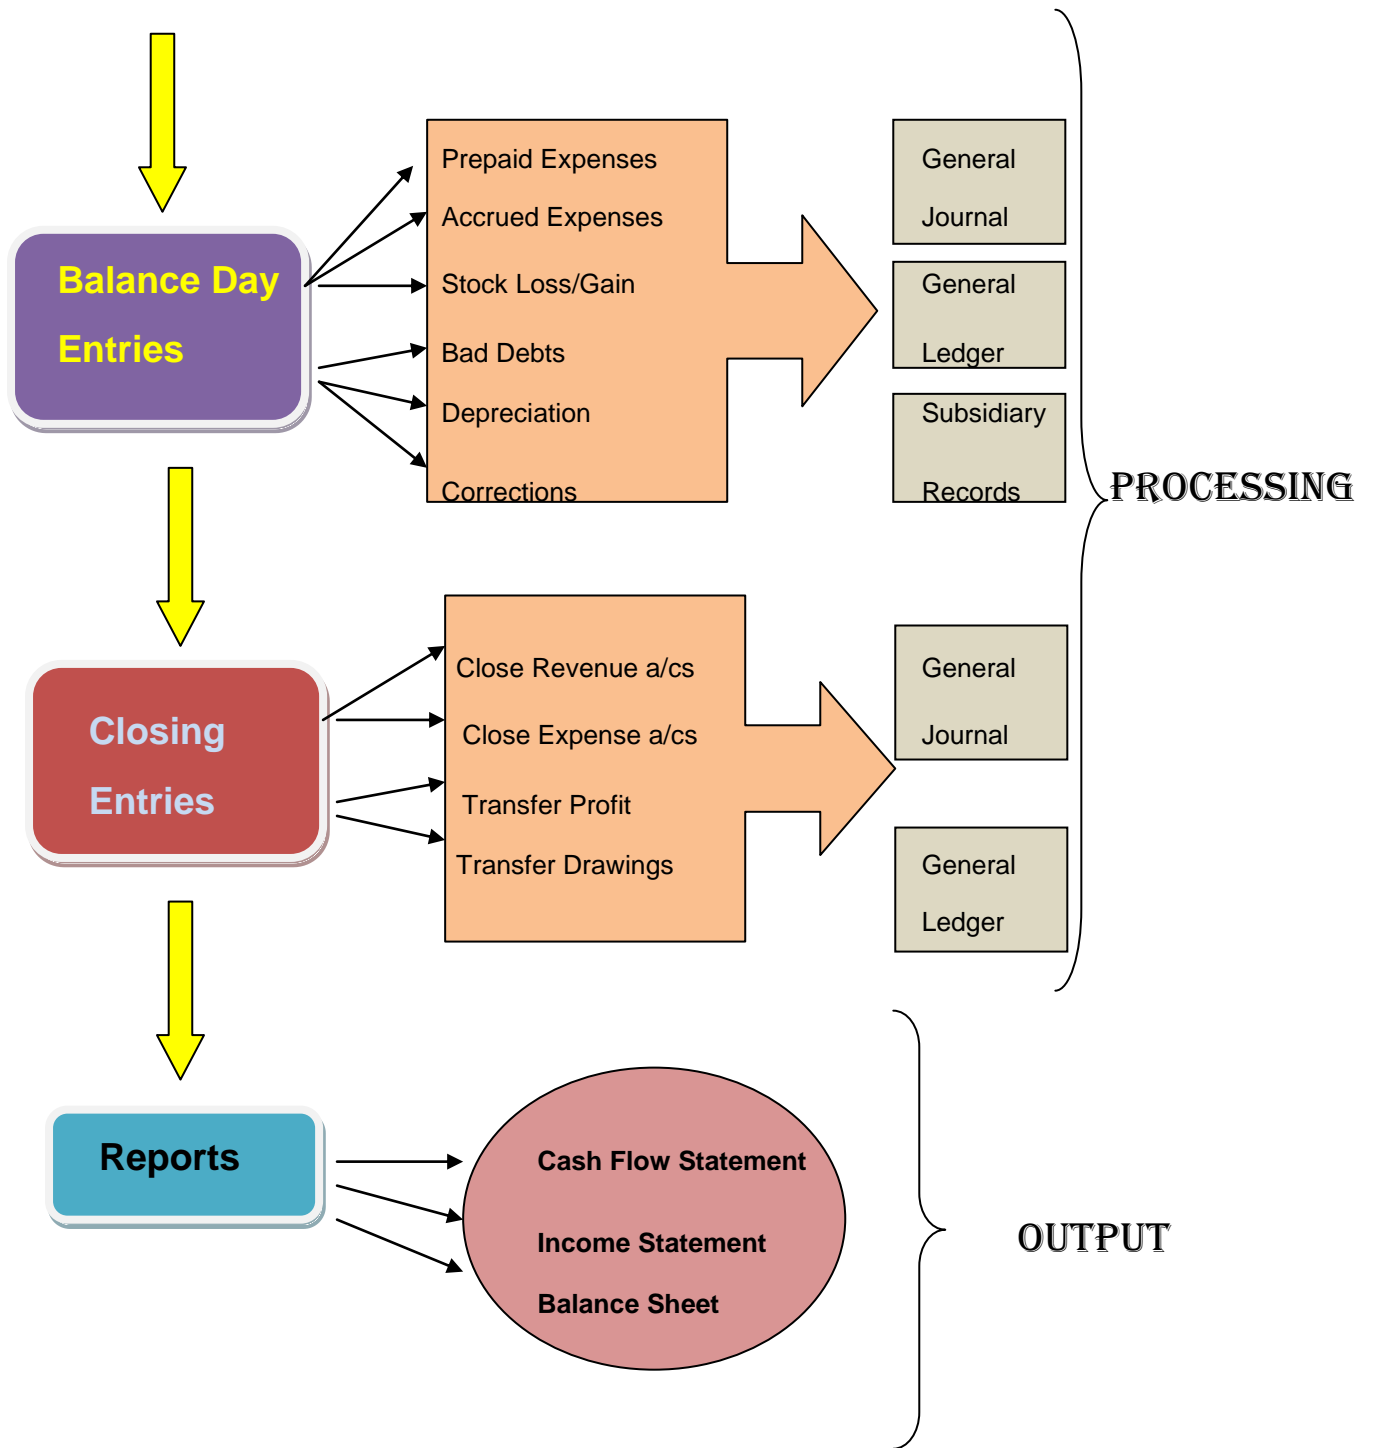 Balance Day
Entries
Prepaid Expenses
Accrued Expenses
Stock Loss/Gain
Bad Debts
Depreciation
Corrections
General
Journal
General
Ledger
Subsidiary
Records
PROCESSING
Closing
Entries
Close Revenue a/cs
Close Expense a/cs
Transfer Profit
Transfer Drawings
General
Journal
General
Ledger
Reports
Cash Flow Statement
Income Statement
Balance Sheet
OUTPUT